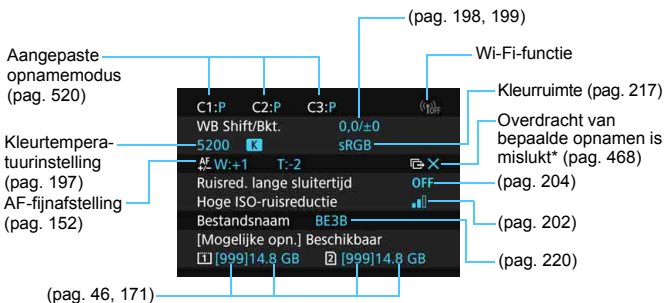 (pag. 198, 199)
Aangepaste
opnamemodus
(pag. 520)
Wi-Fi-functie
C1:P C2:P C3:P OFF
Kleurruimte (pag. 217)
WB Shift/Bkt. 0,0/±0
5200 K sRGB
Overdracht van
bepaalde opnamen is
mislukt* (pag. 468)
Kleurtempera-
tuurinstelling
(pag. 197)
AF +/- W:+1 T:-2
AF-fijnafstelling
(pag. 152)
Ruisred. lange sluitertijd OFF
(pag. 204)
Hoge ISO-ruisreductie
(pag. 202)
Bestandsnaam BE3B
(pag. 220)
[Mogelijke opn.] Beschikbaar
1 [999]14.8 GB 2 [999]14.8 GB
(pag. 46, 171)